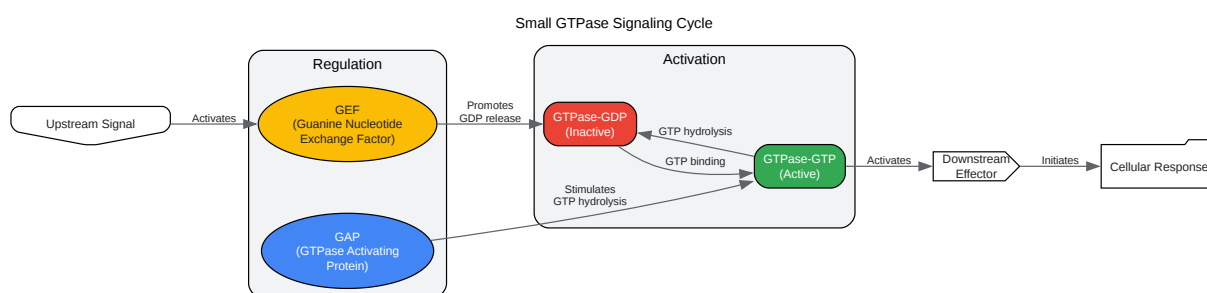 Small GTPase Signaling Cycle
Regulation
Activation
Upstream Signal
Activates
GEF
(Guanine Nucleotide
Exchange Factor)
Promotes
GDP release
GTPase-GDP
(Inactive)
GTP hydrolysis
GTP binding
GTPase-GTP
(Active)
Activates
Downstream
Effector
Initiates
Cellular Response
Stimulates
GTP hydrolysis
GAP
(GTPase Activating
Protein)